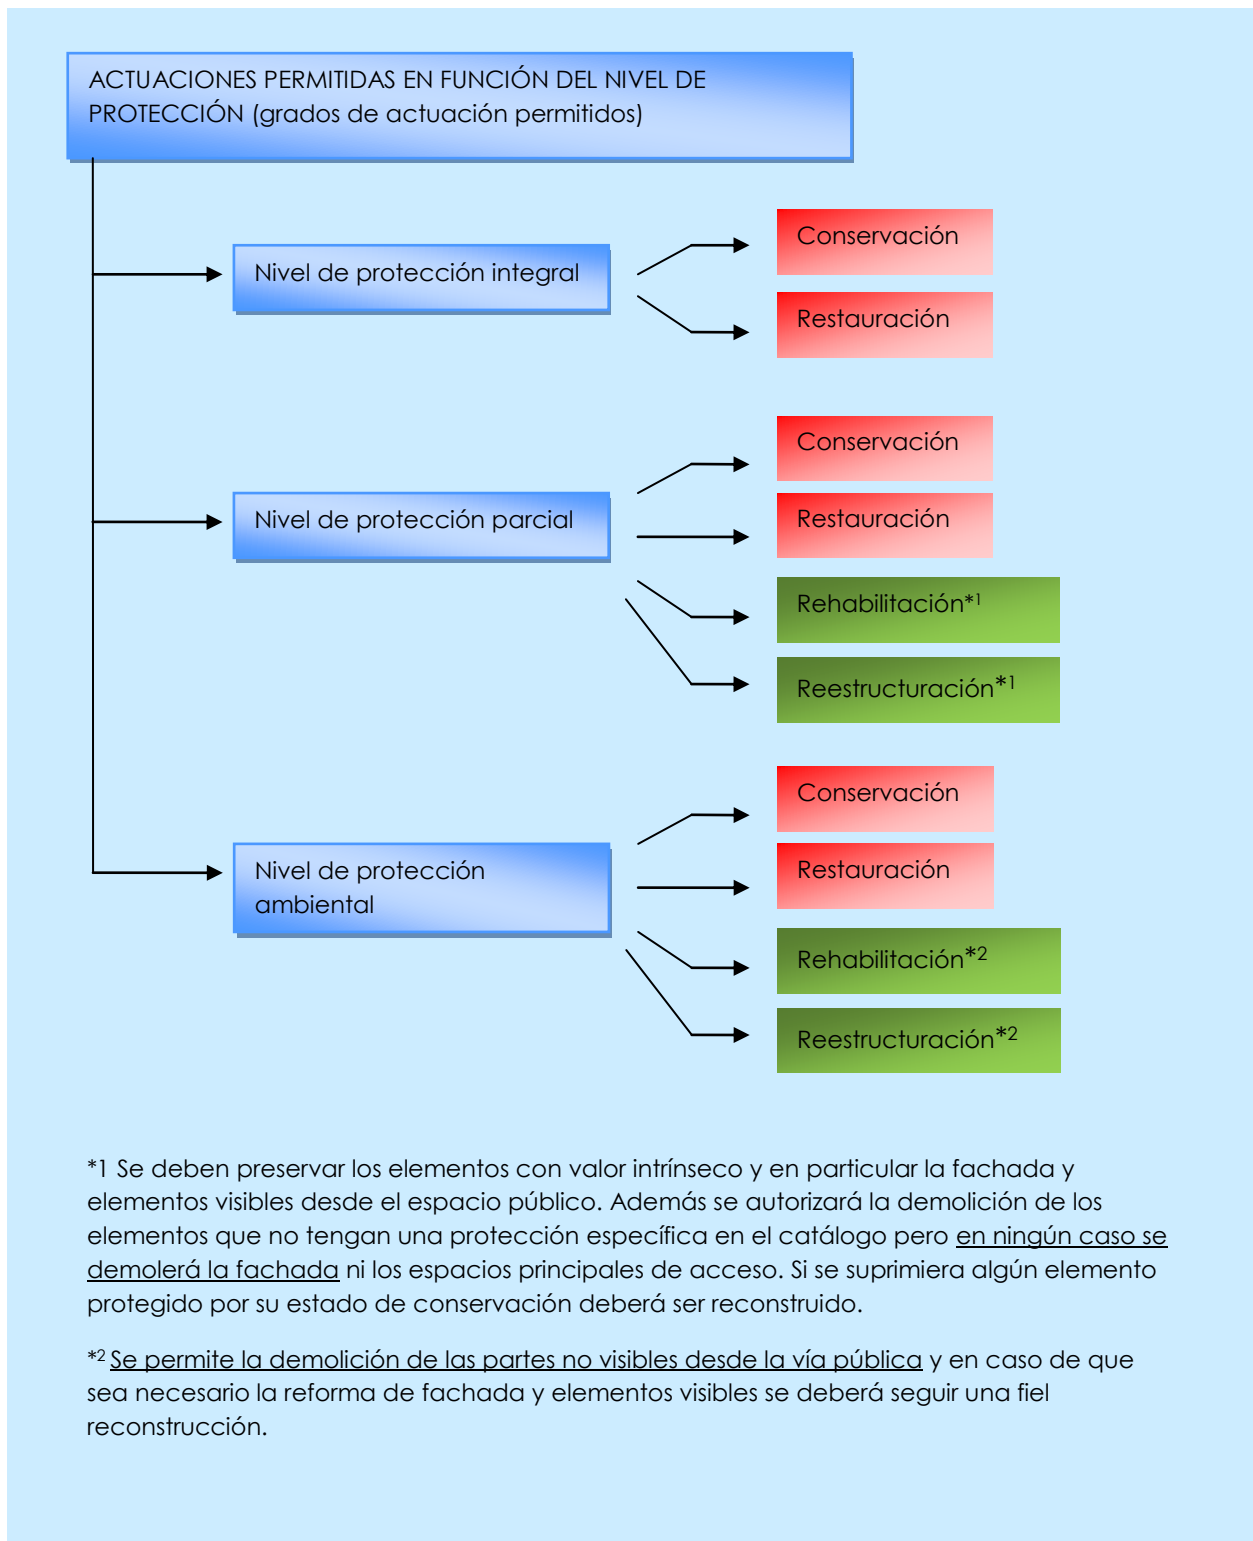 ACTUACIONES PERMITIDAS EN FUNCIÓN DEL NIVEL DE
PROTECCIÓN (grados de actuación permitidos)
Nivel de protección integral
Conservación
Restauración
Nivel de protección parcial
Conservación
Restauración
Rehabilitación*1
Reestructuración*1
Nivel de protección
ambiental
Conservación
Restauración
Rehabilitación*2
Reestructuración*2
*1 Se deben preservar los elementos con valor intrínseco y en particular la fachada y
elementos visibles desde el espacio público. Además se autorizará la demolición de los
elementos que no tengan una protección específica en el catálogo pero en ningún caso se
demolerá la fachada ni los espacios principales de acceso. Si se suprimiera algún elemento
protegido por su estado de conservación deberá ser reconstruido.
*2 Se permite la demolición de las partes no visibles desde la vía pública y en caso de que
sea necesario la reforma de fachada y elementos visibles se deberá seguir una fiel
reconstrucción.